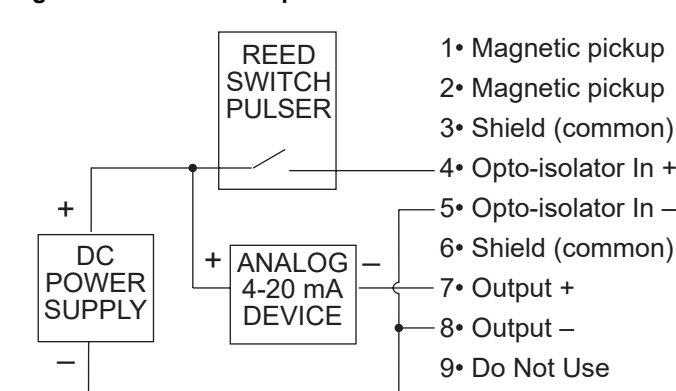 REED
SWITCH
PULSER
1• Magnetic pickup
2• Magnetic pickup
3• Shield (common)
4• Opto-isolator In +
5• Opto-isolator In –
6• Shield (common)
7• Output +
8• Output –
9• Do Not Use
+
DC
POWER
SUPPLY
–
+
ANALOG
4-20 mA
DEVICE
–